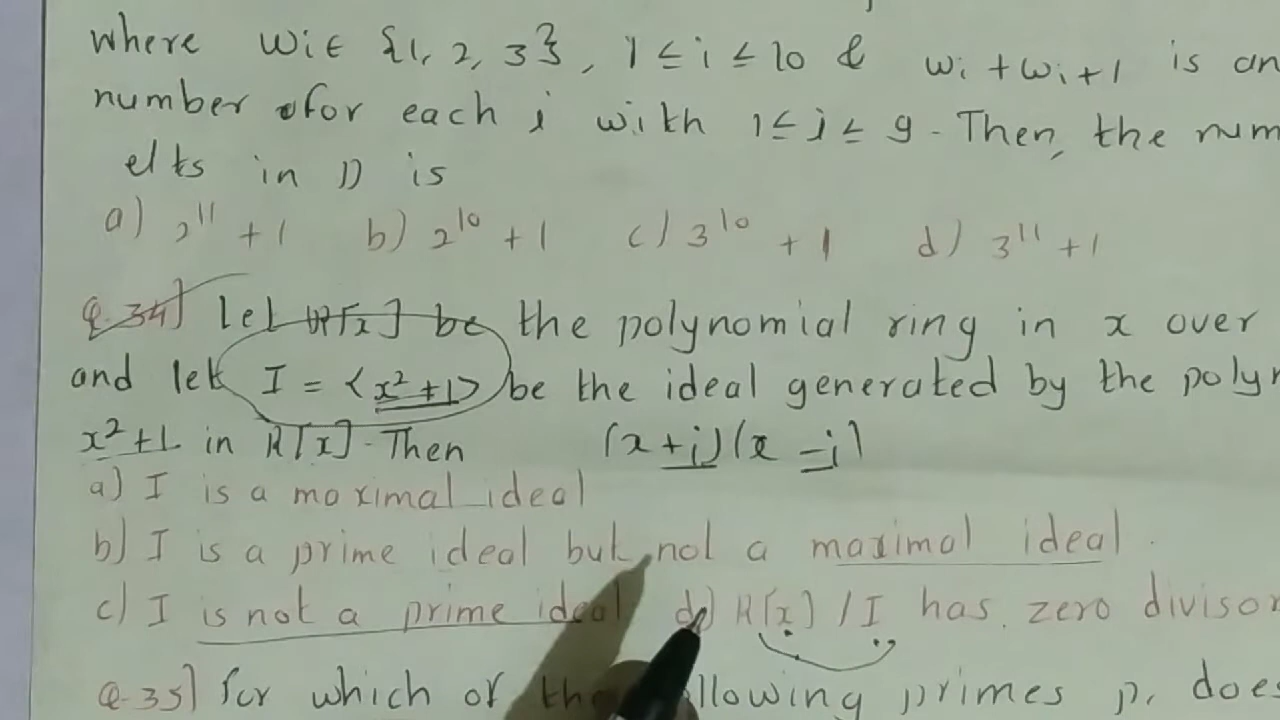 where wi ∈ {1, 2, 3}, 1 ≤ i ≤ 10 & wi + wi+1 is an
number for each i with 1 ≤ i ≤ 9 - Then, the num
elts in D is
a) 2^11 + 1 b) 2^10 + 1 c) 3^10 + 1 d) 3^11 + 1
Q.34] Let R[x] be the polynomial ring in x over
and let I = <x²+1> be the ideal generated by the poly
x²+1 in R[x]. Then (x+i)(x-i)
a) I is a maximal ideal
b) I is a prime ideal but not a maximal ideal.
c) I is not a prime ideal d) R[x]/I has zero divisor
Q.35] for which of the following primes p, does